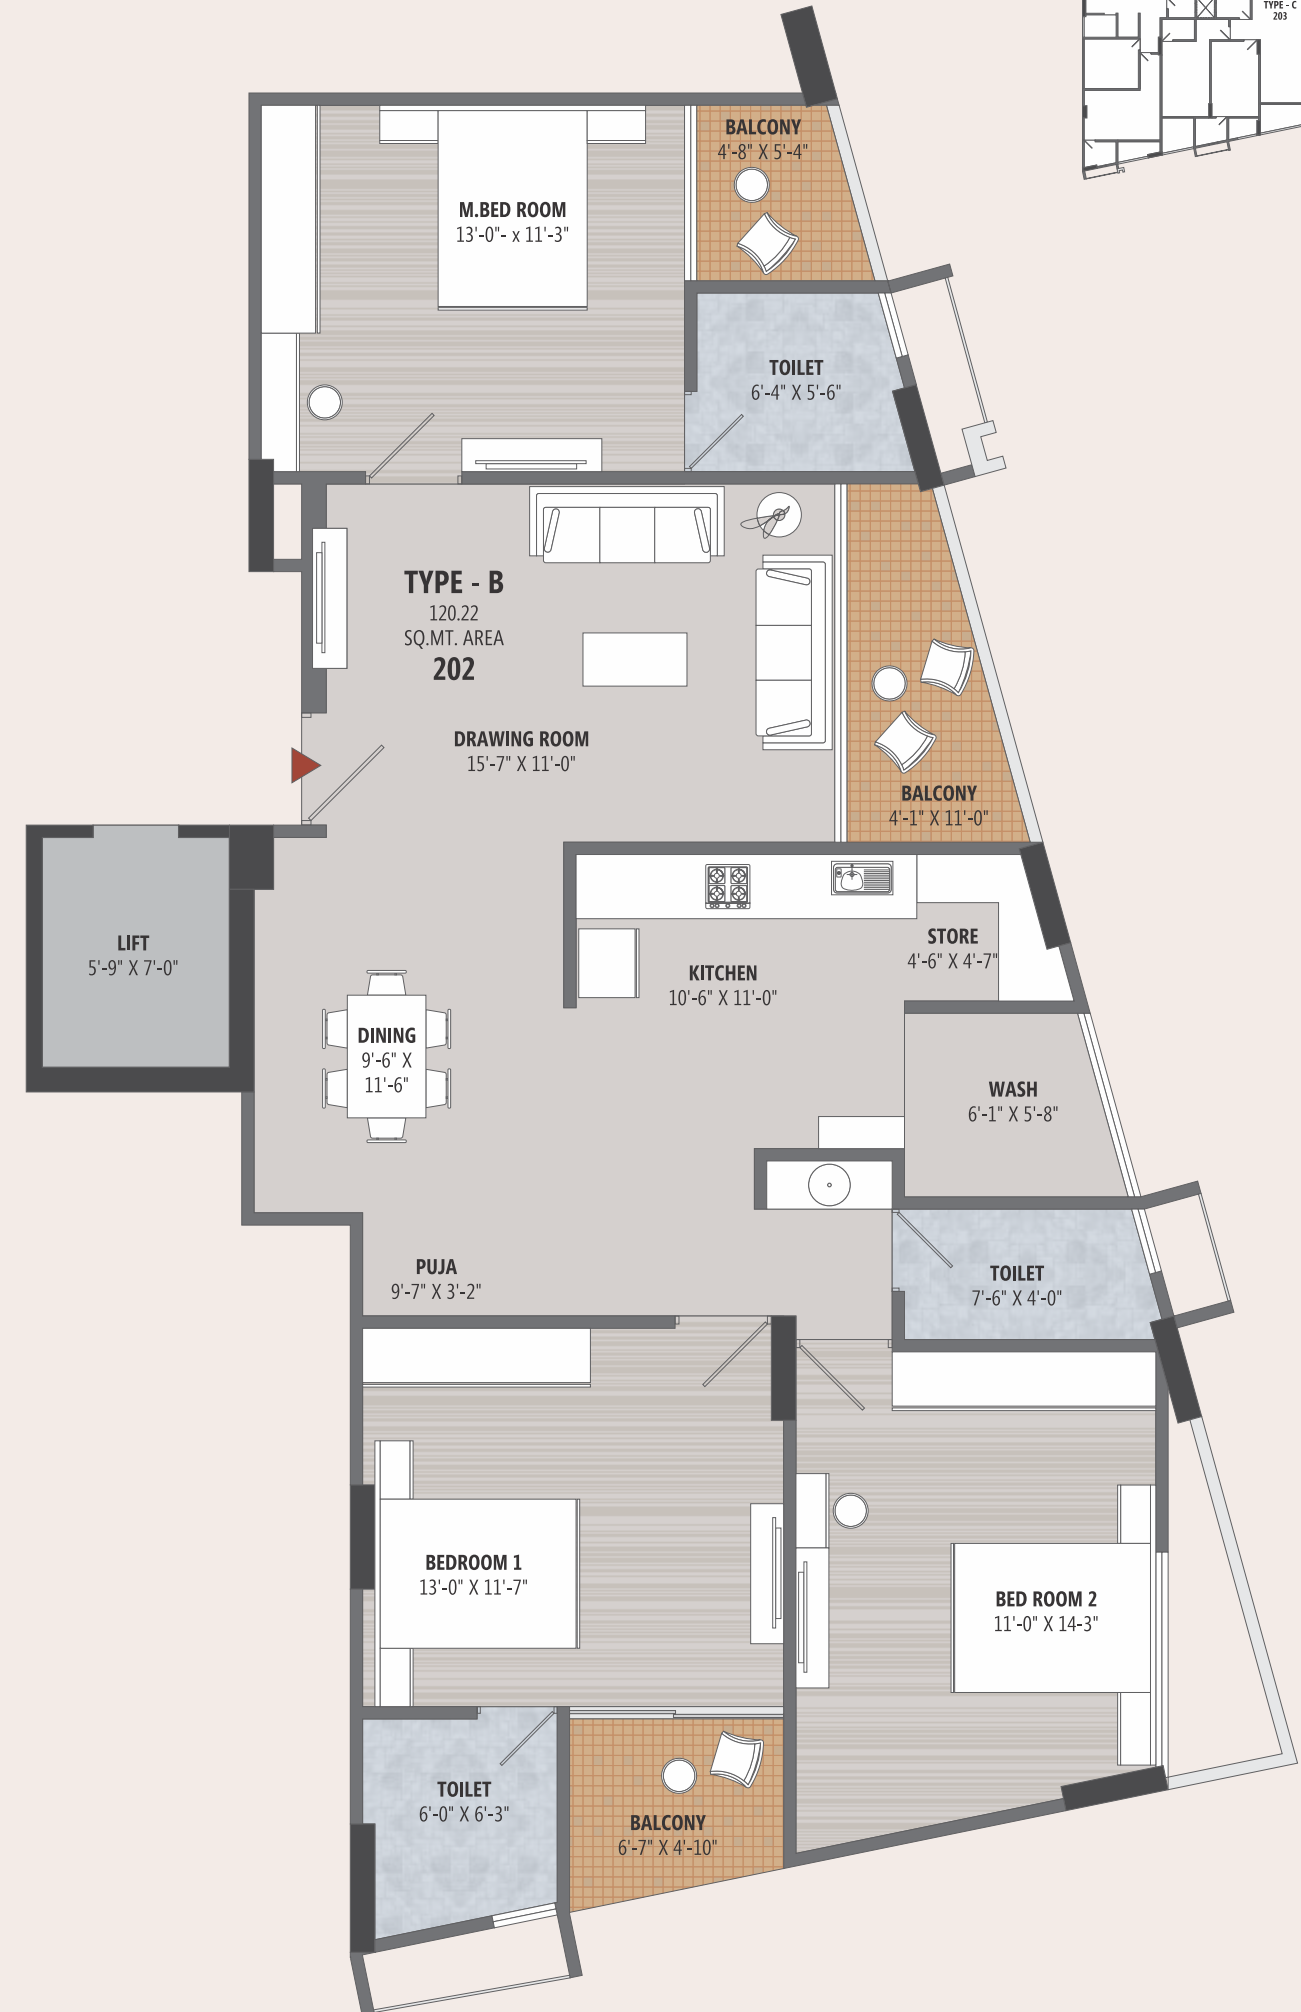 TYPE - C
203
BALCONY
4'-8" X 5'-4"
M.BED ROOM
13'-0"- x 11'-3"
TOILET
6'-4" X 5'-6"
TYPE - B
120.22
SQ.MT. AREA
202
DRAWING ROOM
15'-7" X 11'-0"
BALCONY
4'-1" X 11'-0"
LIFT
5'-9" X 7'-0"
STORE
4'-6" X 4'-7"
KITCHEN
10'-6" X 11'-0"
DINING
9'-6" X
11'-6"
WASH
6'-1" X 5'-8"
PUJA
9'-7" X 3'-2"
TOILET
7'-6" X 4'-0"
BEDROOM 1
13'-0" X 11'-7"
BED ROOM 2
11'-0" X 14-3"
TOILET
6'-0" X 6'-3"
BALCONY
6'-7" X 4'-10"